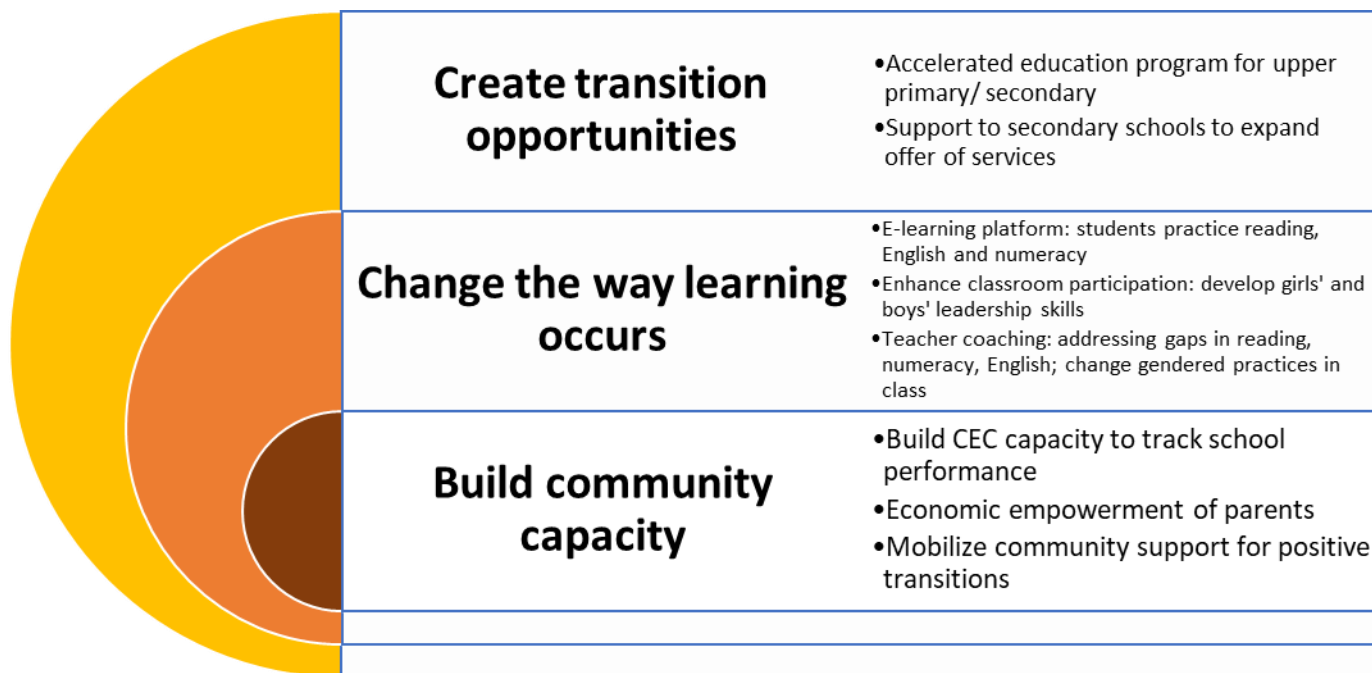 Create transition
opportunities
•Accelerated education program for upper
primary/ secondary
•Support to secondary schools to expand
offer of services
Change the way learning
occurs
•E-learning platform: students practice reading,
English and numeracy
•Enhance classroom participation: develop girls' and
boys' leadership skills
•Teacher coaching: addressing gaps in reading,
numeracy, English; change gendered practices in
class
Build community
capacity
•Build CEC capacity to track school
performance
•Economic empowerment of parents
•Mobilize community support for positive
transitions